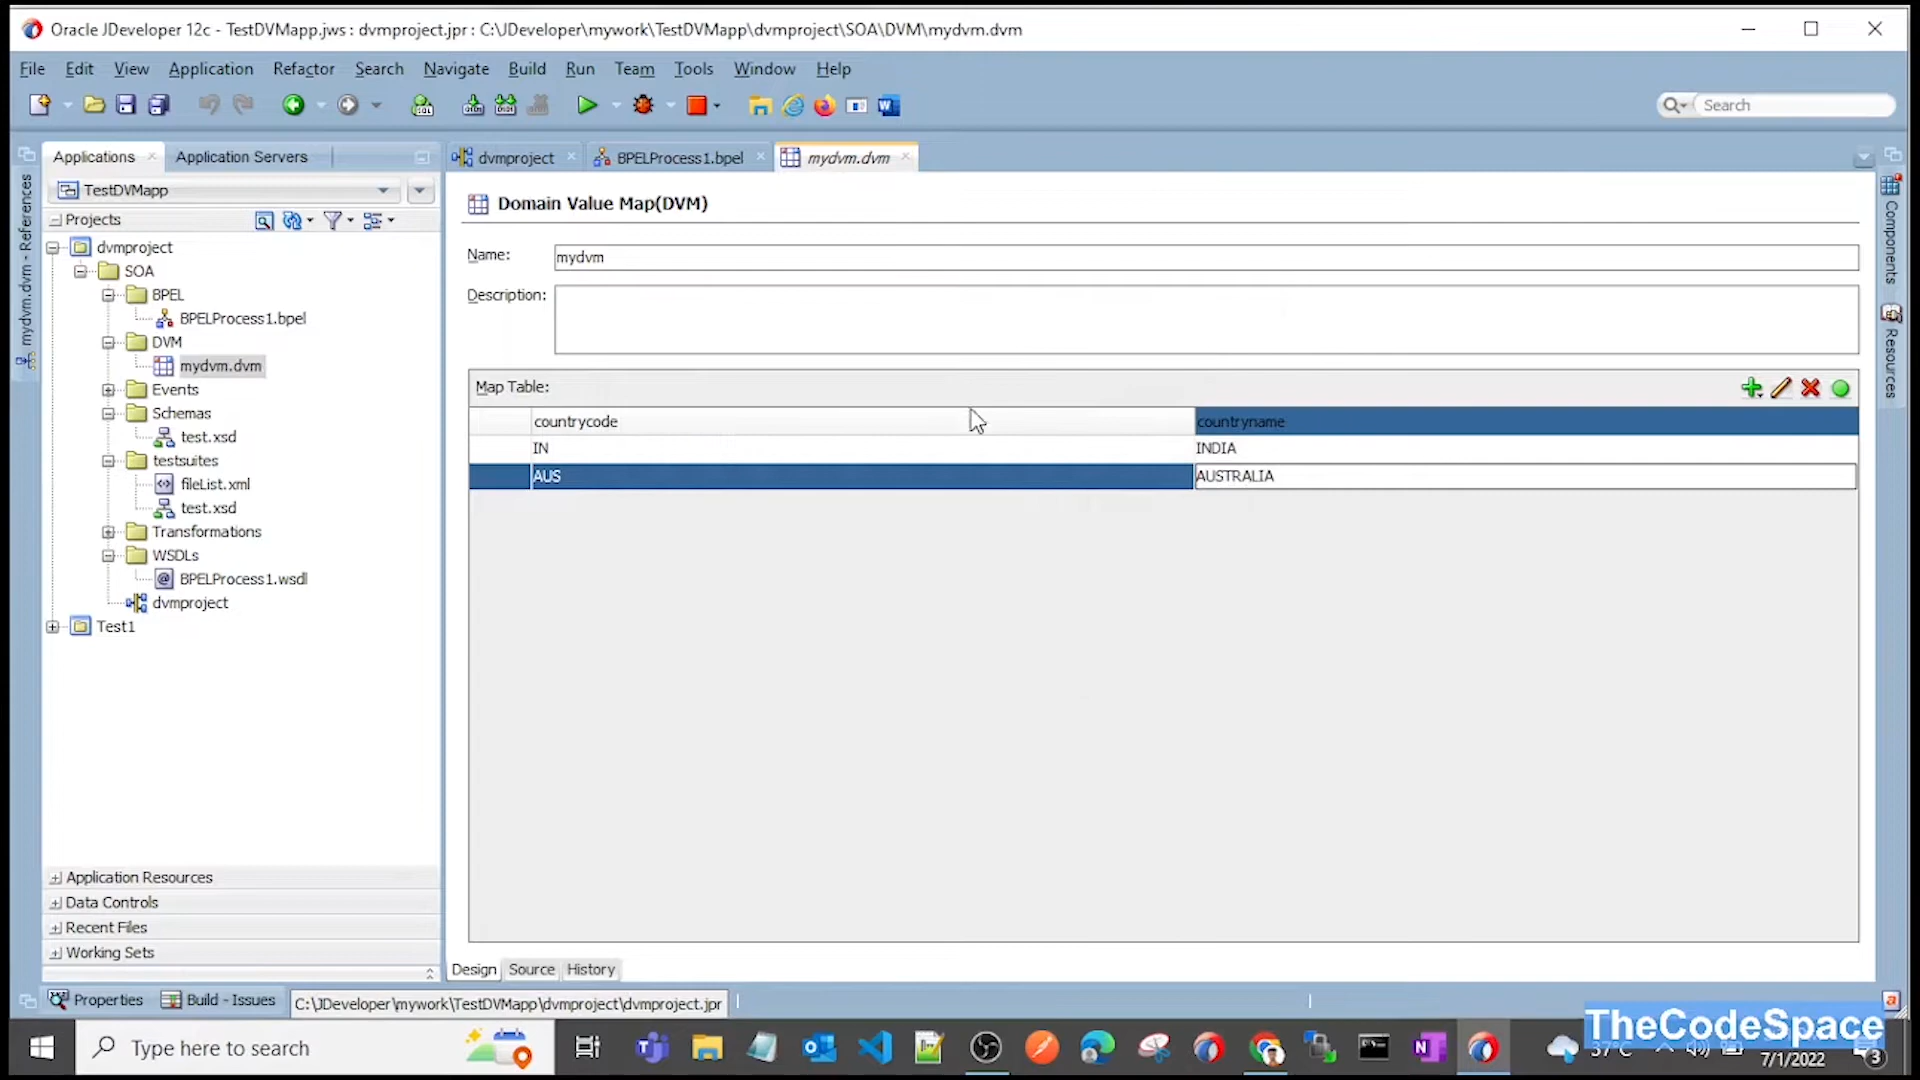 Oracle JDeveloper 12c - TestDVMapp.jws : dvmproject.jpr : C:\JDeveloper\mywork\TestDVMapp\dvmproject\SOA\DVM\mydvm.dvm
File Edit View Application Refactor Search Navigate Build Run Team Tools Window Help
Search
Applications Application Servers
dvmproject BPELProcess1.bpel mydvm.dvm
mydvm.dvm - References
TestDVMapp
Projects
dvmproject
SOA
BPEL
BPELProcess1.bpel
DVM
mydvm.dvm
Events
Schemas
test.xsd
testsuites
fileList.xml
test.xsd
Transformations
WSDLs
BPELProcess1.wsdl
dvmproject
Test1
Application Resources
Data Controls
Recent Files
Working Sets
Domain Value Map(DVM)
Name: mydvm
Description:
Map Table:
countrycode countryname
IN INDIA
AUS AUSTRALIA
Components
Resources
Design Source History
Properties Build - Issues C:\JDeveloper\mywork\TestDVMapp\dvmproject\dvmproject.jpr
TheCodeSpace
Type here to search
37°C
7/1/2022
3